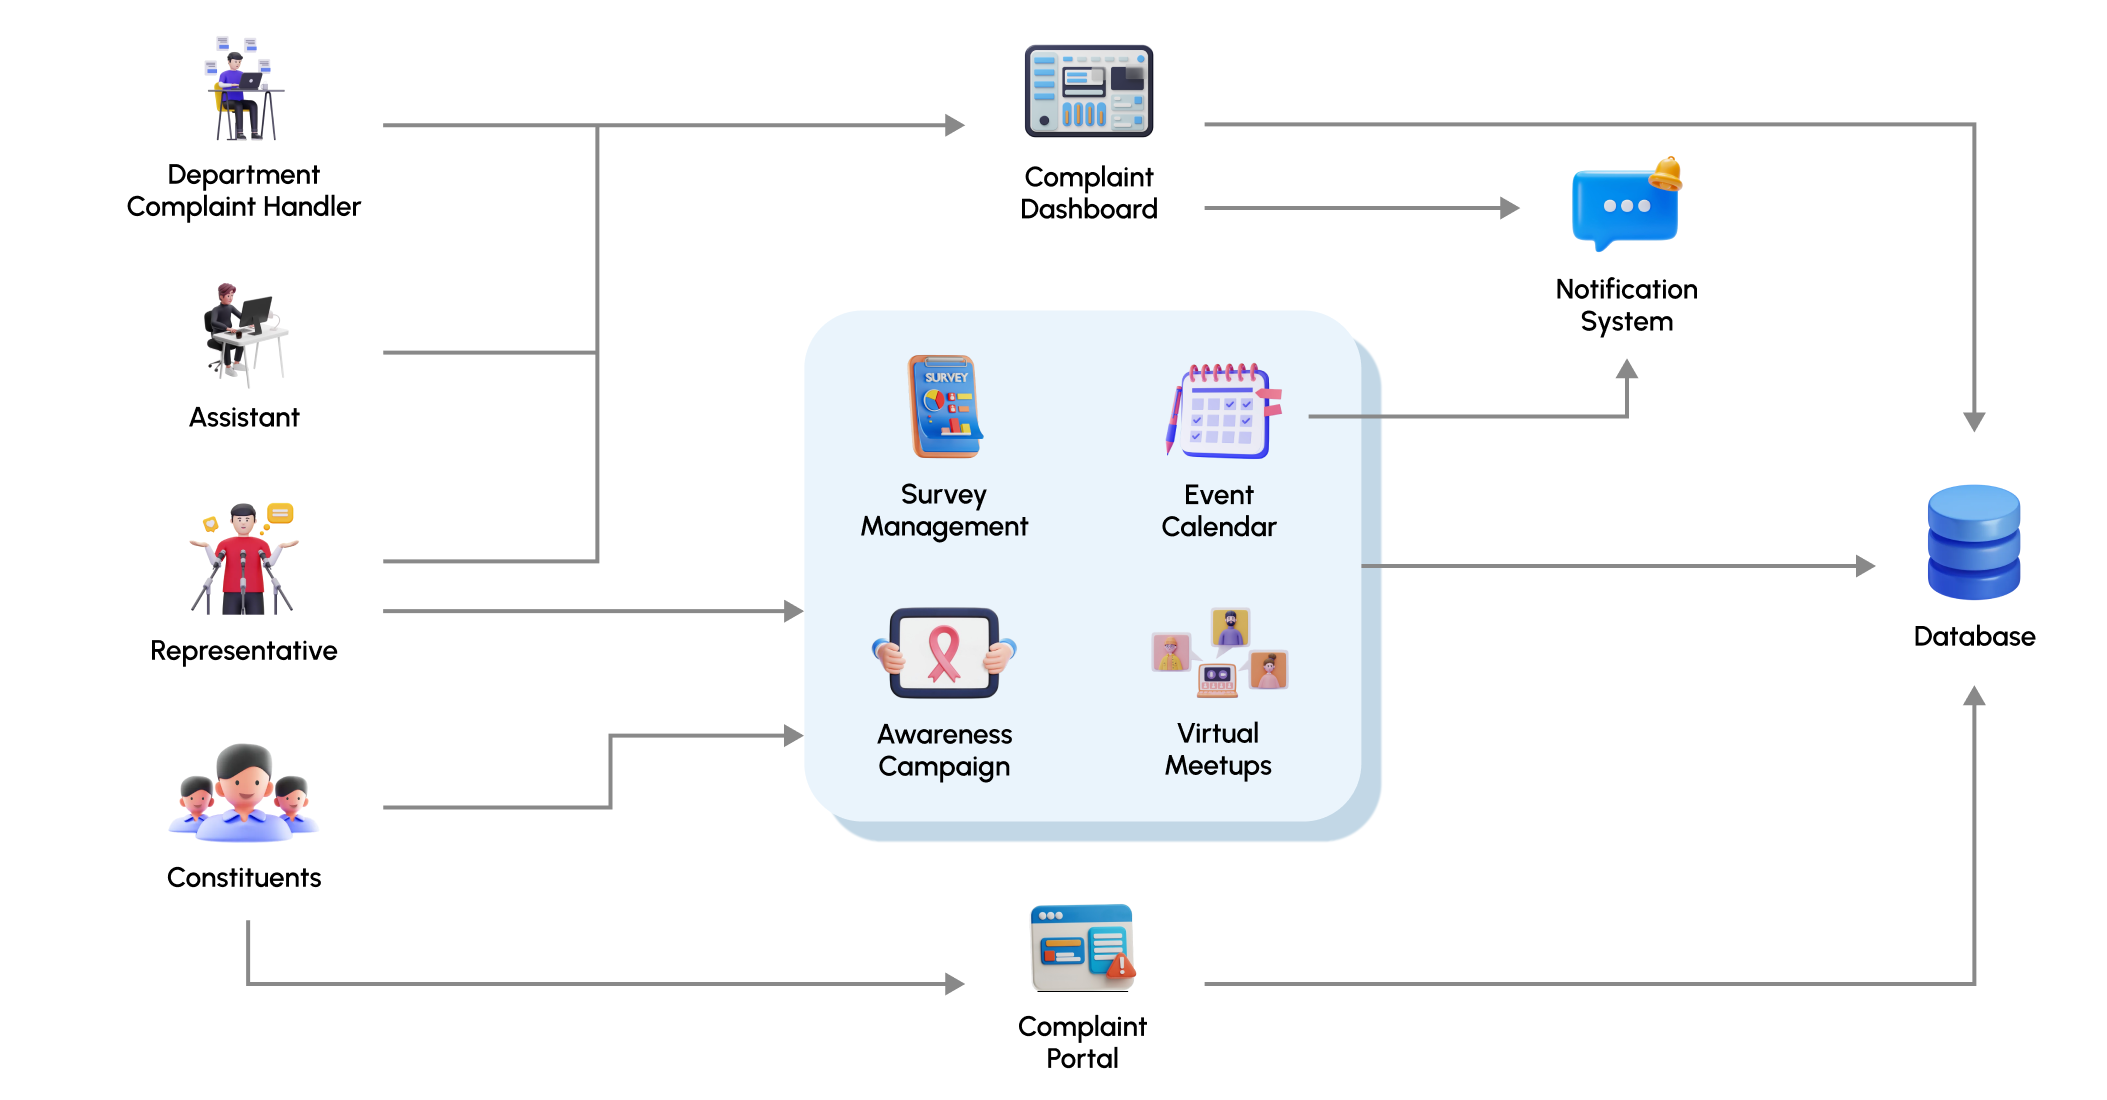 Department
Complaint Handler
Assistant
Representative
Constituents
Complaint
Dashboard
Notification
System
SURVEY
Survey
Management
Event
Calendar
Awareness
Campaign
Virtual
Meetups
Database
Complaint
Portal